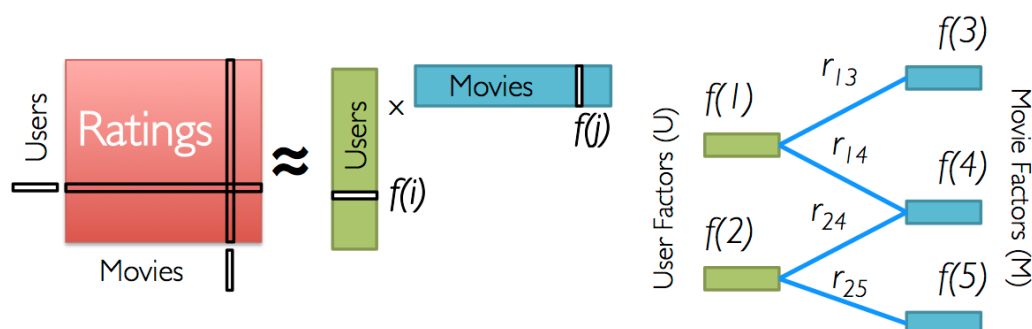 Users
Ratings
Movies
≈
Users
f(i)
×
Movies
f(j)
User Factors (U)
f(1)
f(2)
r13
r14
r24
r25
f(3)
f(4)
f(5)
Movie Factors (M)